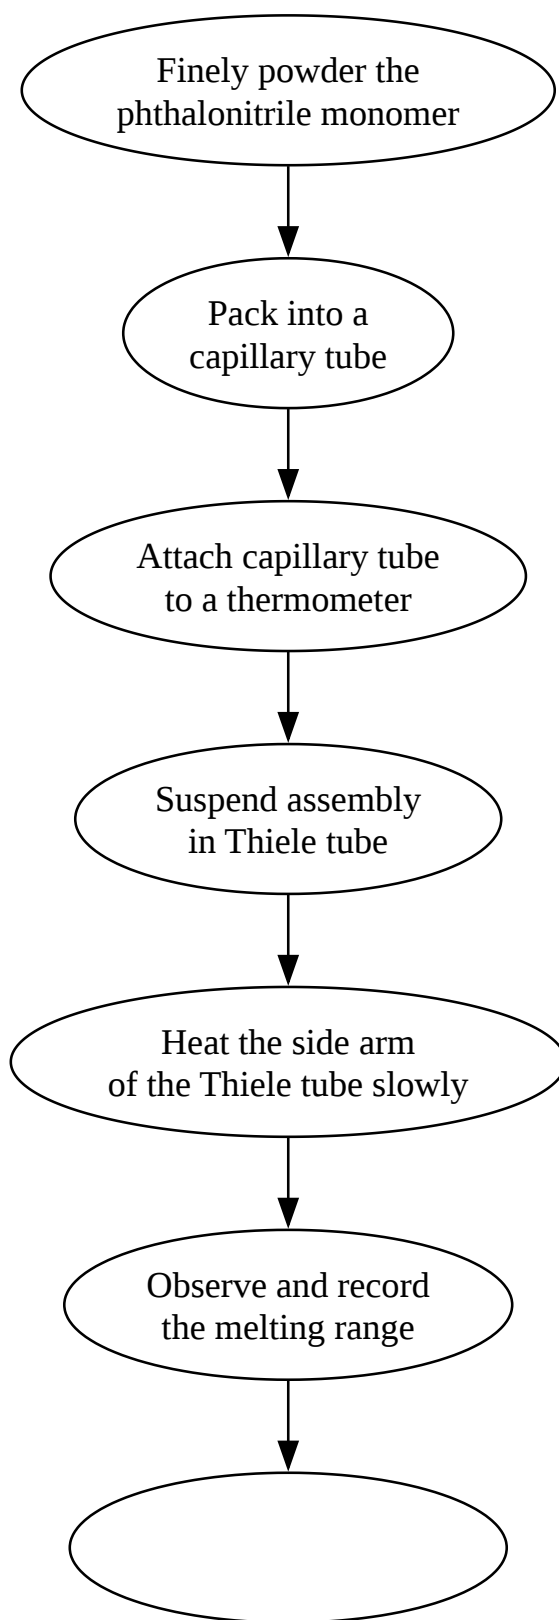 Finely powder the
phthalonitrile monomer
Pack into a
capillary tube
Attach capillary tube
to a thermometer
Suspend assembly
in Thiele tube
Heat the side arm
of the Thiele tube slowly
Observe and record
the melting range